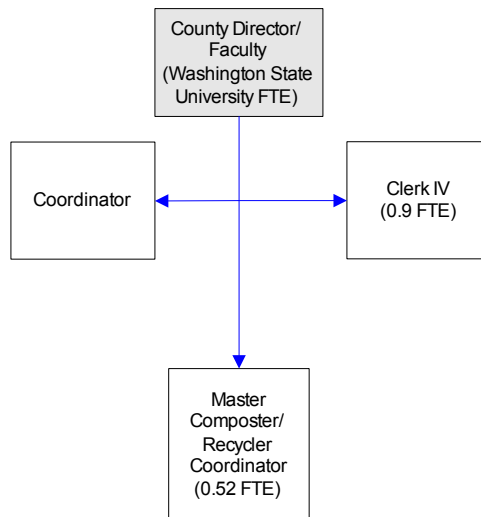 County Director/
Faculty
(Washington State
University FTE)
Coordinator
Clerk IV
(0.9 FTE)
Master
Composter/
Recycler
Coordinator
(0.52 FTE)